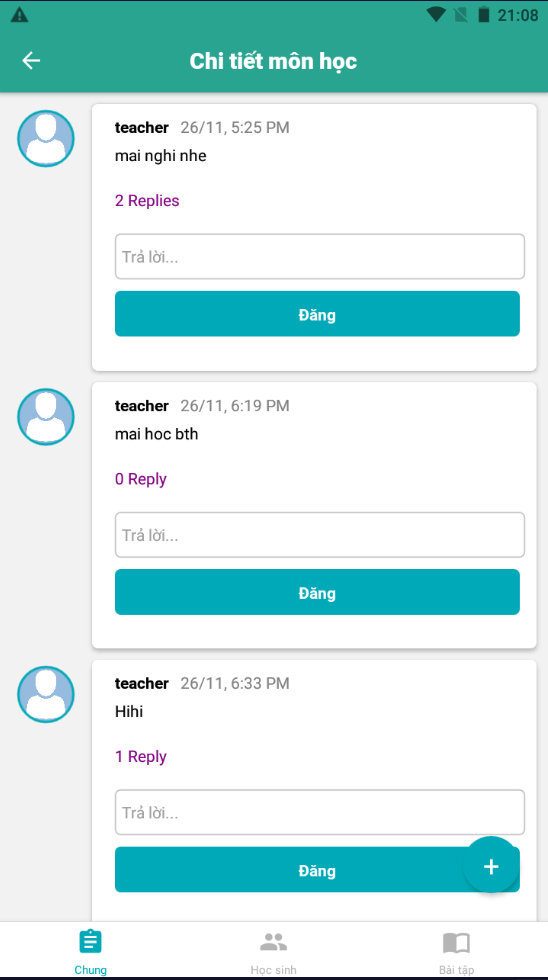 21:08
Chi tiết môn học
teacher 26/11, 5:25 PM
mai nghi nhe
2 Replies
Trả lời...
Đăng
teacher 26/11, 6:19 PM
mai hoc bth
0 Reply
Trả lời...
Đăng
teacher 26/11, 6:33 PM
Hihi
1 Reply
Trả lời...
Đăng
+
Chung
Học sinh
Bài tập